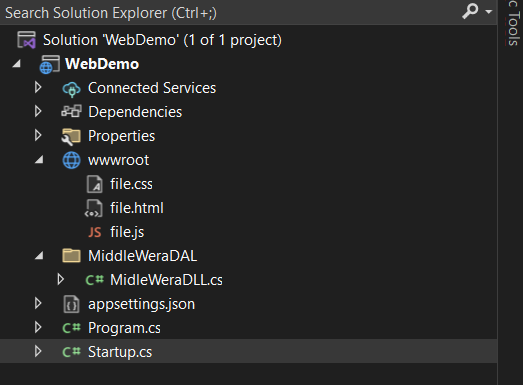 Search Solution Explorer (Ctrl+;)
Solution 'WebDemo' (1 of 1 project)
WebDemo
Connected Services
Dependencies
Properties
wwwroot
file.css
file.html
JS file.js
MiddleWeraDAL
C# MidleWeraDLL.cs
appsettings.json
C# Program.cs
C# Startup.cs
c Tools